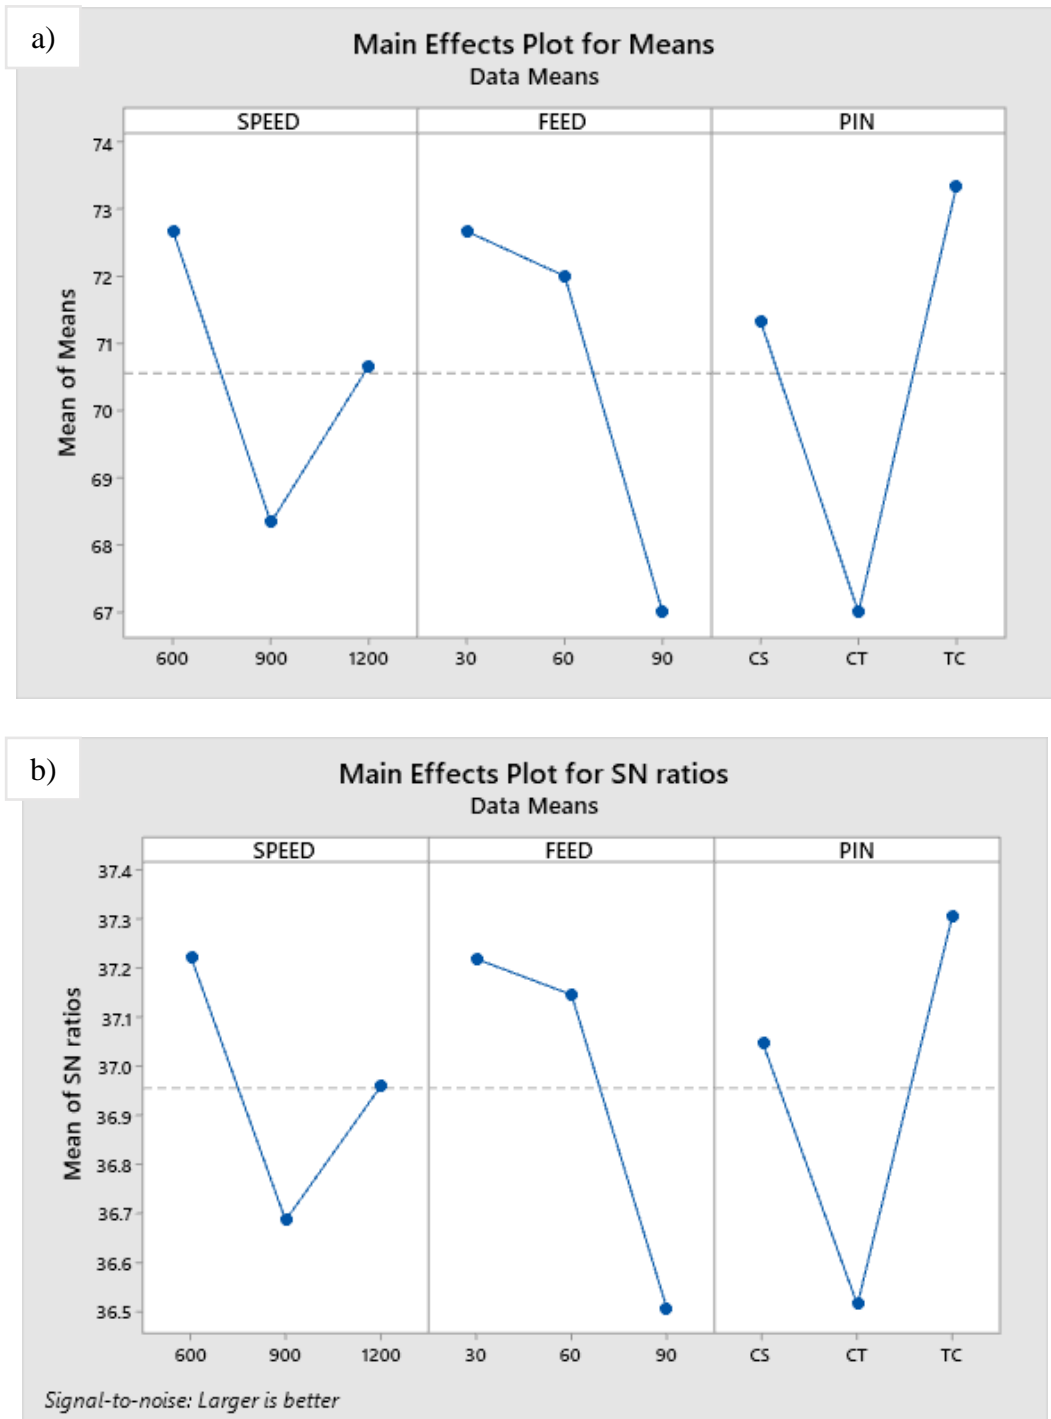 a)
Main Effects Plot for Means
Data Means
SPEED FEED PIN
Mean of Means
74
73
72
71
70
69
68
67
600 900 1200 30 60 90 CS CT TC
b)
Main Effects Plot for SN ratios
Data Means
SPEED FEED PIN
Mean of SN ratios
37.4
37.3
37.2
37.1
37.0
36.9
36.8
36.7
36.6
36.5
600 900 1200 30 60 90 CS CT TC
Signal-to-noise: Larger is better